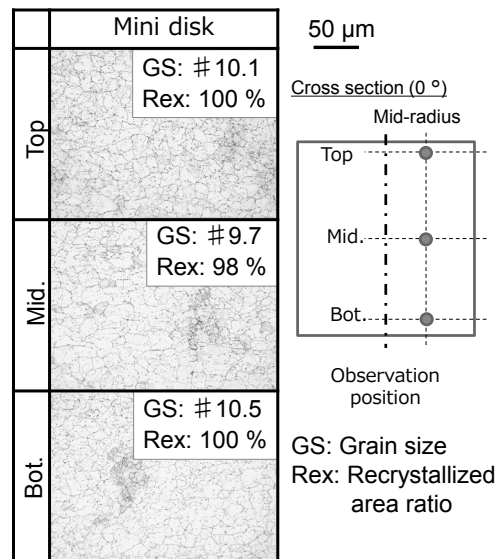 Mini disk
Top
GS: #10.1
Rex: 100 %
Mid.
GS: #9.7
Rex: 98 %
Bot.
GS: #10.5
Rex: 100 %
50 µm
Cross section (0 °)
Mid-radius
Top
Mid.
Bot.
Observation
position
GS: Grain size
Rex: Recrystallized
area ratio